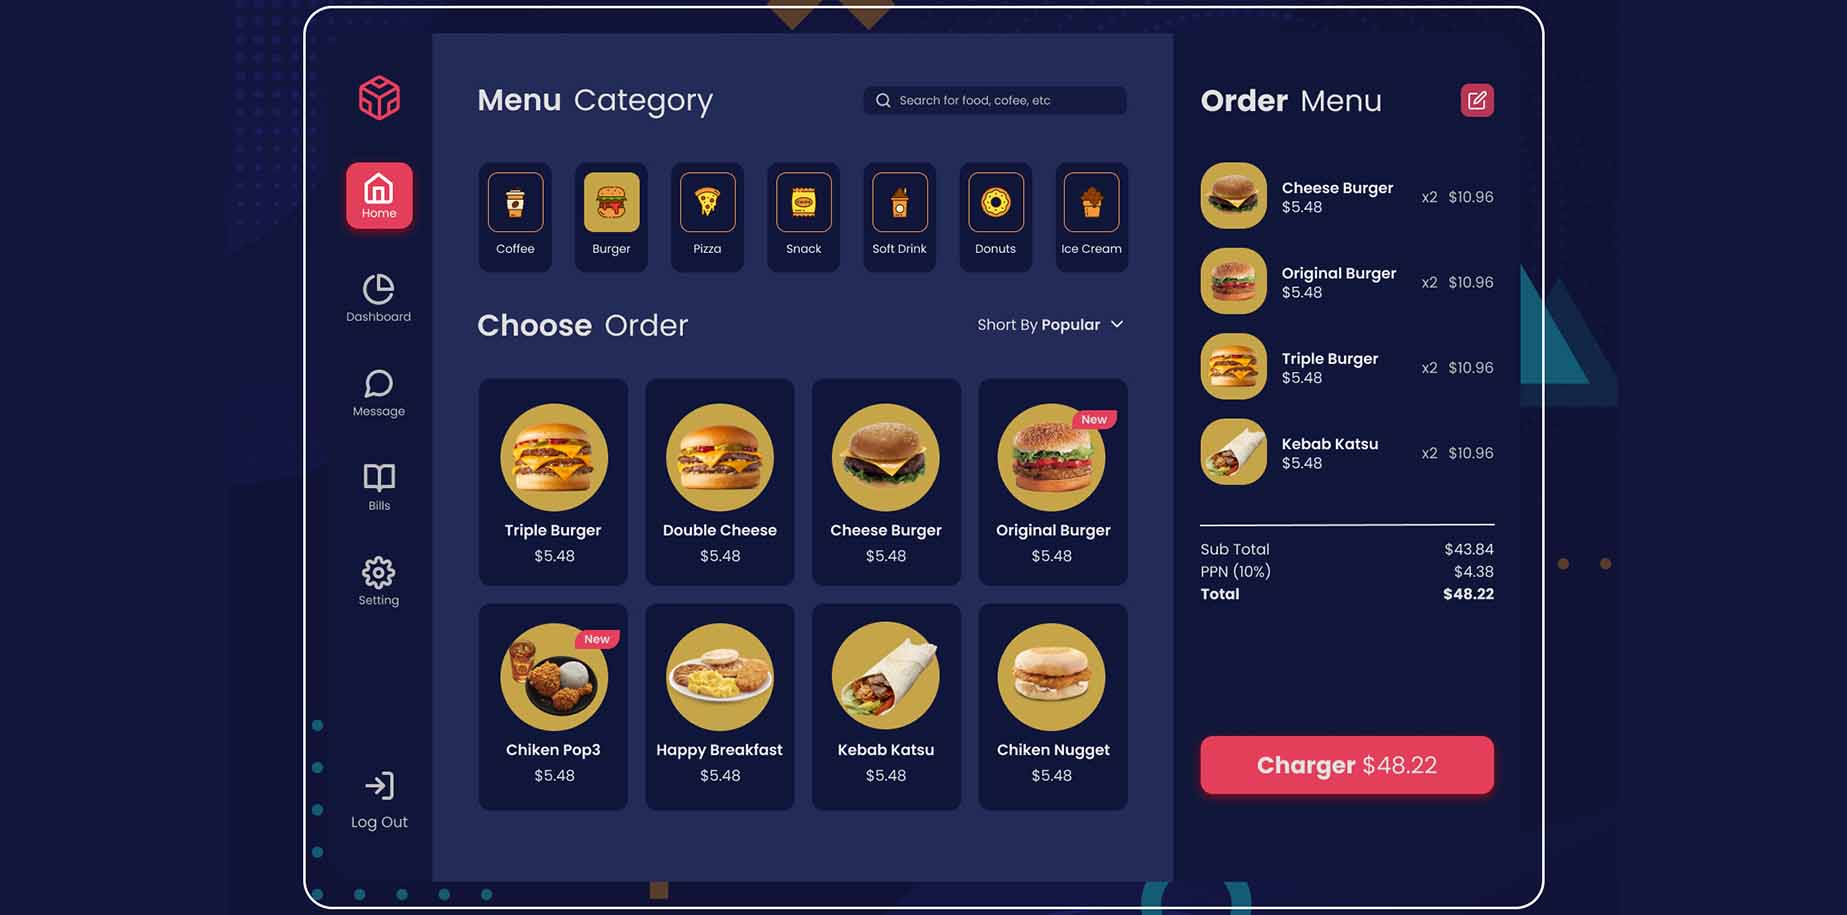 Menu Category
Search for food, cofee, etc
Order Menu
Home
Dashboard
Message
Bills
Setting
Log Out
Coffee
Burger
Pizza
Snack
Soft Drink
Donuts
Ice Cream
Choose Order
Short By Popular
Triple Burger
$5.48
Double Cheese
$5.48
Cheese Burger
$5.48
New
Original Burger
$5.48
New
Chiken Pop3
$5.48
Happy Breakfast
$5.48
Kebab Katsu
$5.48
Chiken Nugget
$5.48
Cheese Burger
$5.48
x2 $10.96
Original Burger
$5.48
x2 $10.96
Triple Burger
$5.48
x2 $10.96
Kebab Katsu
$5.48
x2 $10.96
Sub Total $43.84
PPN (10%) $4.38
Total $48.22
Charger $48.22